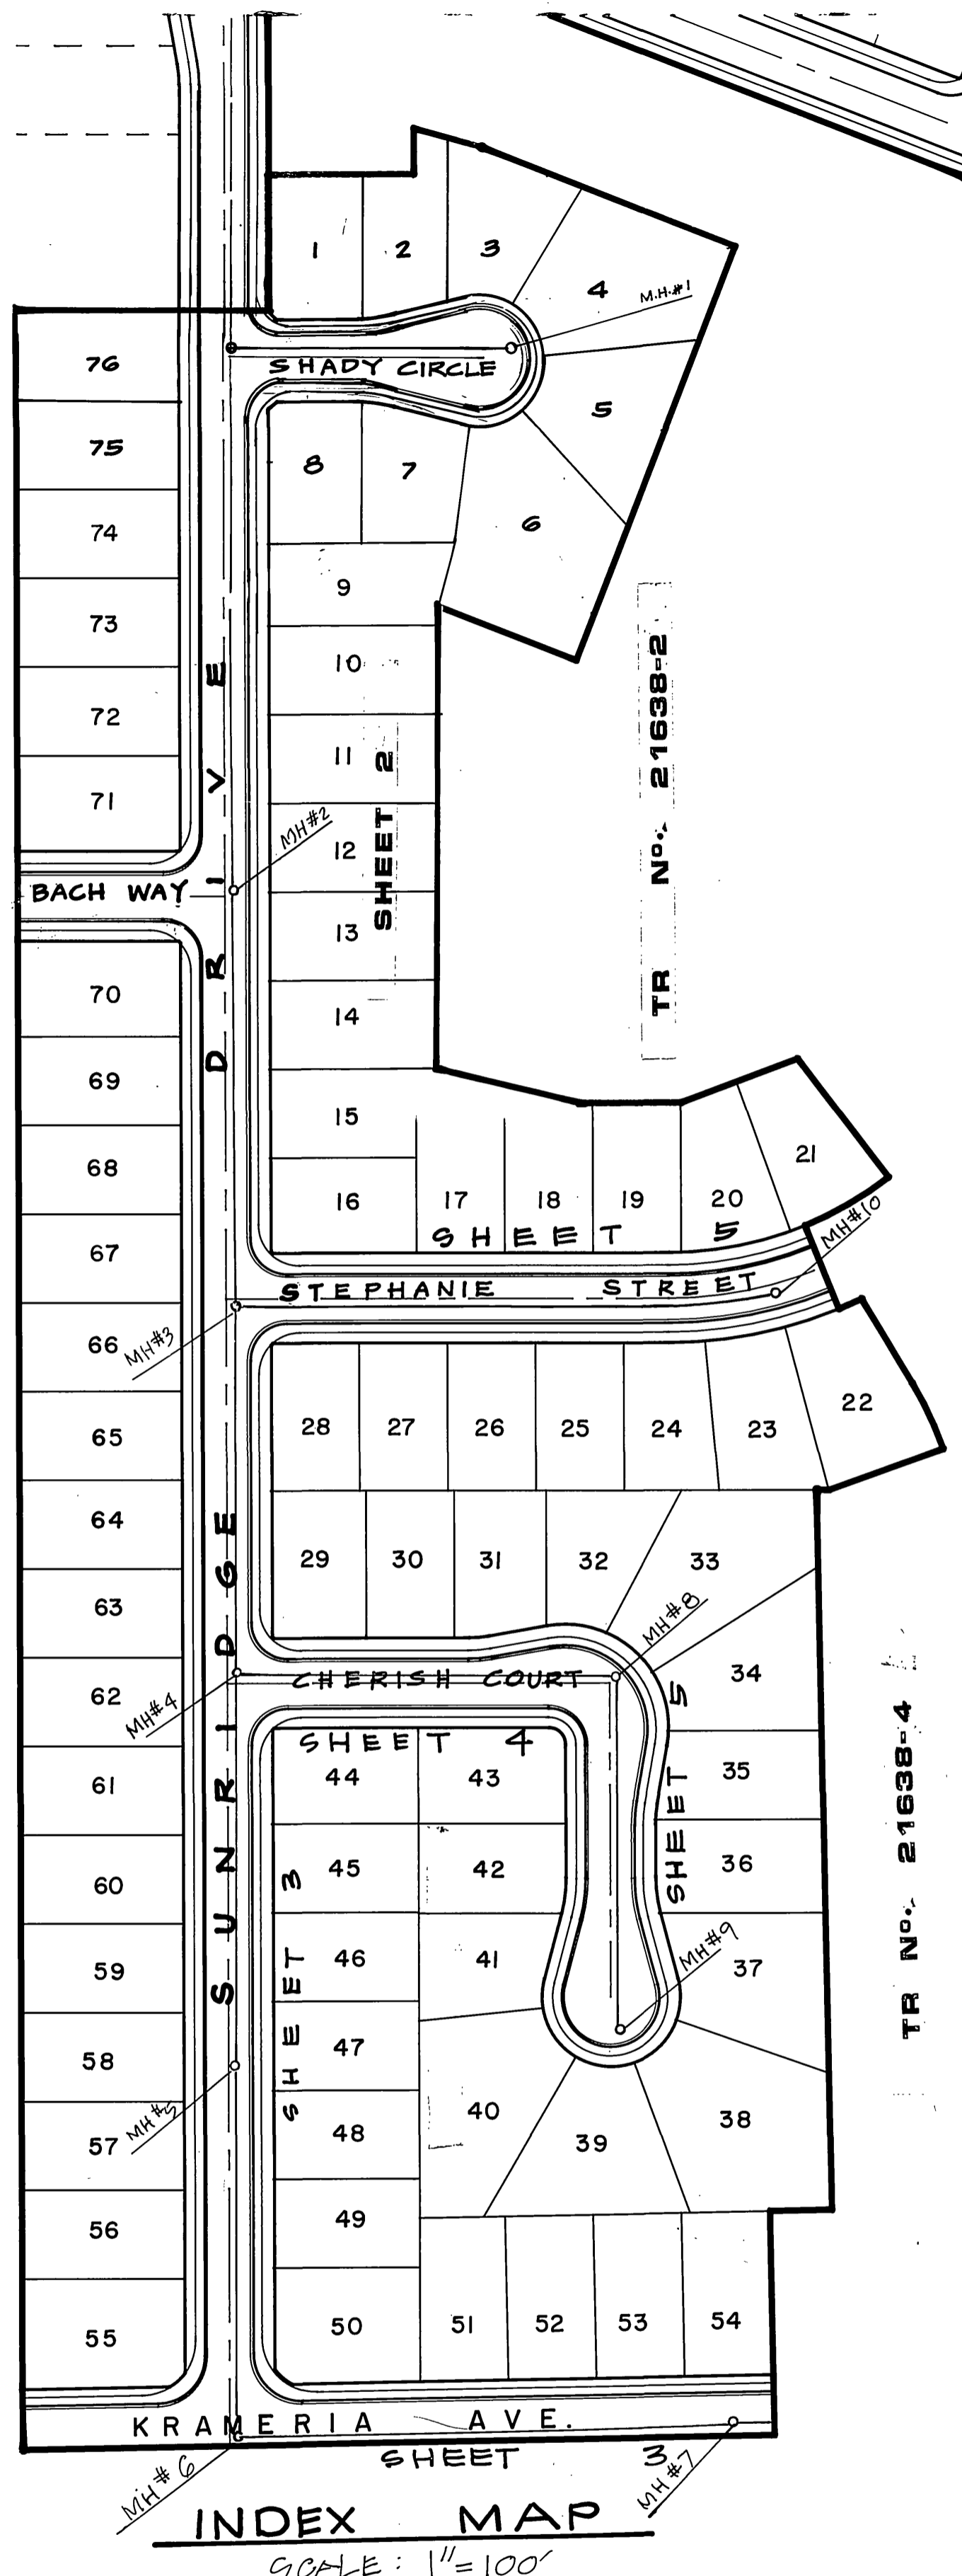 1
2
3
4
M.H.#1
SHADY CIRCLE
76
75
74
73
72
71
8
7
5
6
9
10
11
12
13
14
SHEET 2
MH#2
TR No. 21638-2
BACH WAY
SUNRIDGE DRIVE
70
69
68
67
66
65
64
63
62
61
60
59
58
57
56
55
15
16
17
18
19
20
21
SHEET 5
MH#10
STEPHANIE STREET
MH#3
28
27
26
25
24
23
22
29
30
31
32
33
MH#8
CHERISH COURT
MH#4
SHEET 4
SHEET 5
34
35
36
37
38
39
40
41
42
43
44
45
46
47
48
49
50
51
52
53
54
SHEET 3
MH#9
MH#5
TR No. 21638-4
KRAMERIA AVE.
SHEET 3
MH#6
MH#7
INDEX MAP
SCALE: 1"=100'